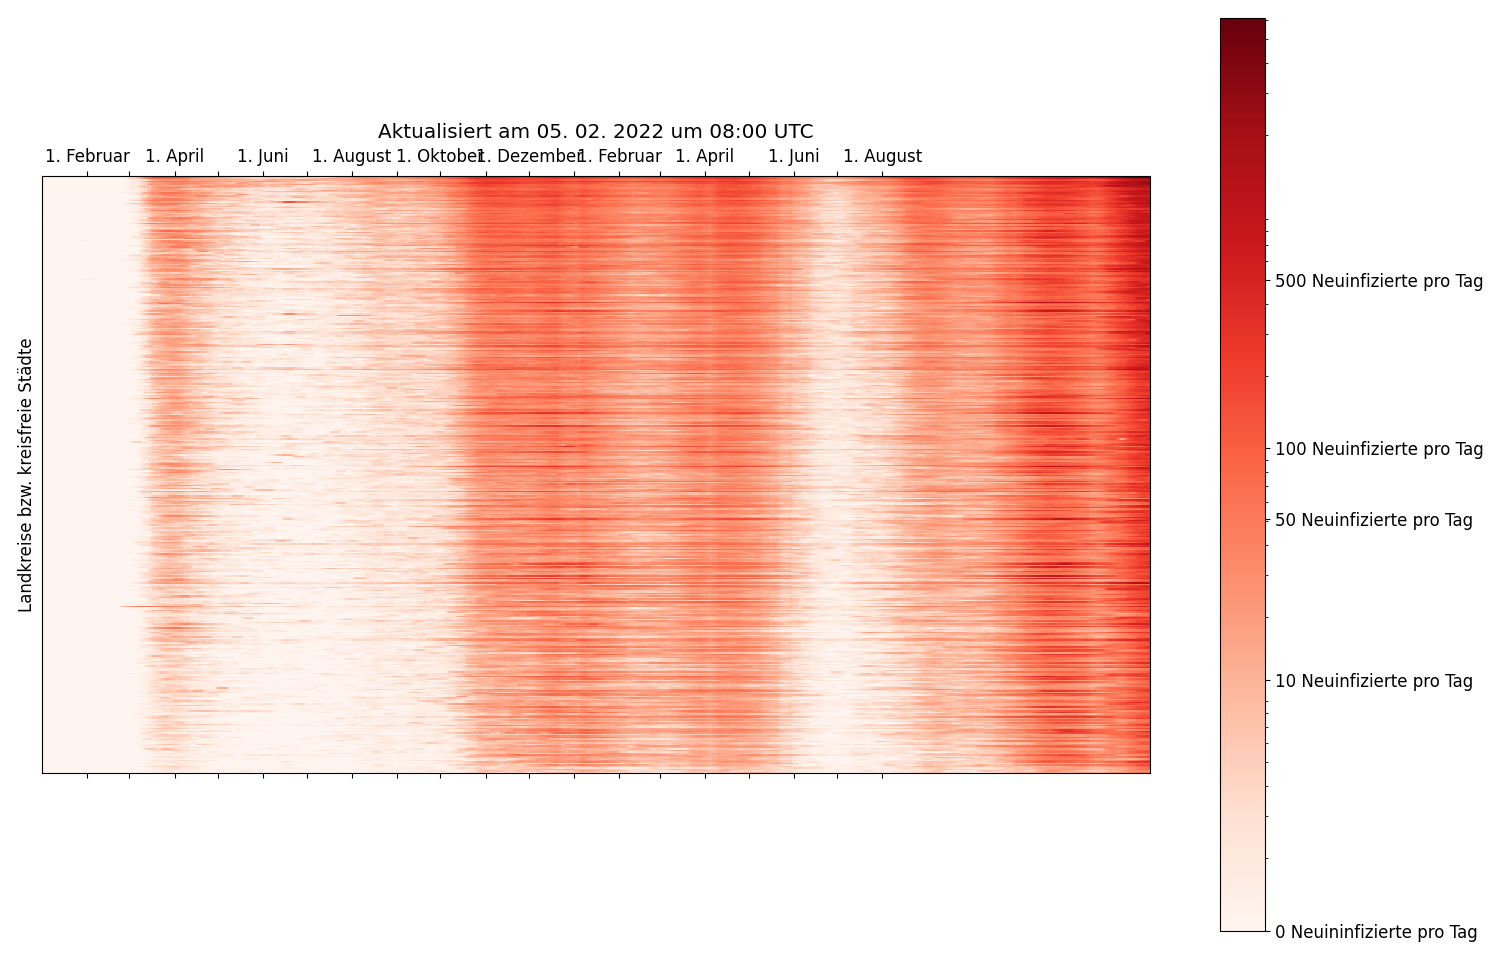 Aktualisiert am 05. 02. 2022 um 08:00 UTC
1. Februar 1. April 1. Juni 1. August 1. Oktober 1. Dezember 1. Februar 1. April 1. Juni 1. August
Landkreise bzw. kreisfreie Städte
500 Neuinfizierte pro Tag
100 Neuinfizierte pro Tag
50 Neuinfizierte pro Tag
10 Neuinfizierte pro Tag
0 Neuininfizierte pro Tag